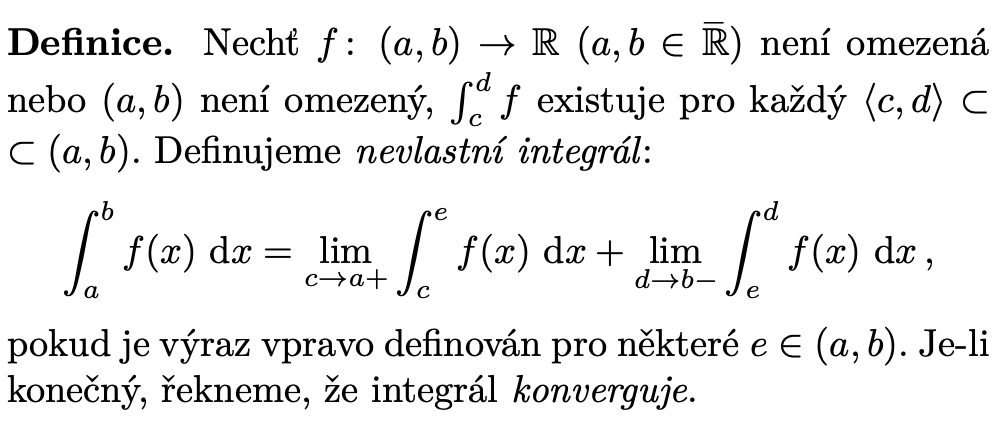 Definice. Nechť f : (a, b) → ℝ (a, b ∈ ℝ̅) není omezená
nebo (a, b) není omezený, ∫_c^d f existuje pro každý ⟨c, d⟩ ⊂
⊂ (a, b). Definujeme nevlastní integrál:
∫_a^b f(x) dx = lim_{c→a+} ∫_c^e f(x) dx + lim_{d→b−} ∫_e^d f(x) dx ,
pokud je výraz vpravo definován pro některé e ∈ (a, b). Je-li
konečný, řekneme, že integrál konverguje.